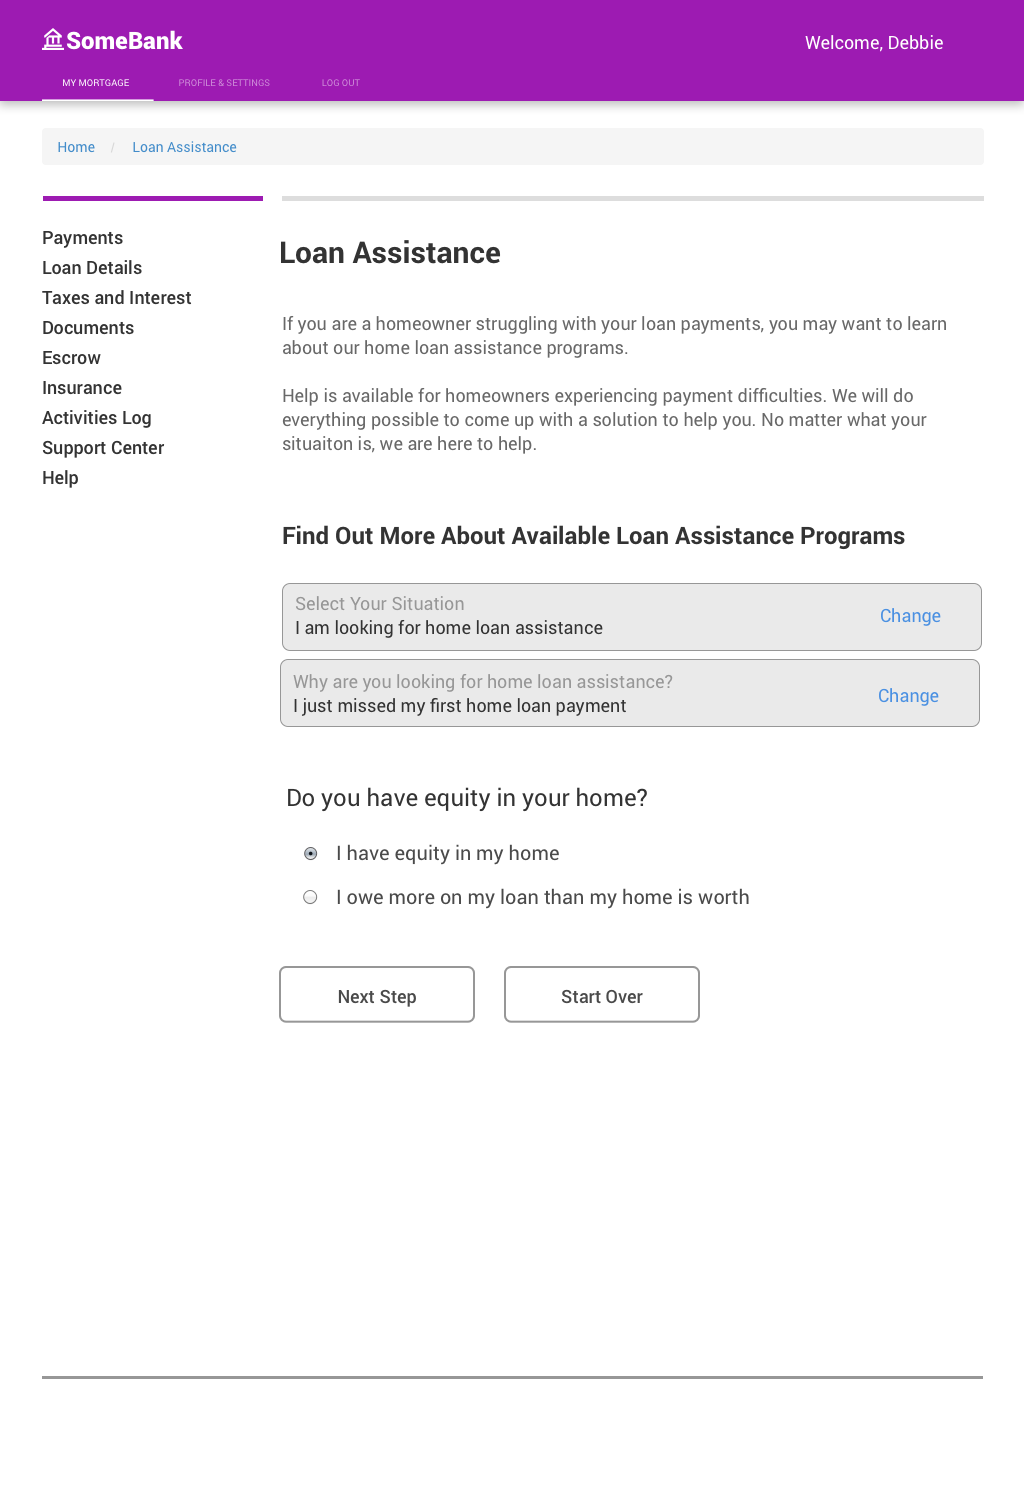 SomeBank
Welcome, Debbie
MY MORTGAGE
PROFILE & SETTINGS
LOG OUT
Home / Loan Assistance
Payments
Loan Details
Taxes and Interest
Documents
Escrow
Insurance
Activities Log
Support Center
Help
Loan Assistance
If you are a homeowner struggling with your loan payments, you may want to learn
about our home loan assistance programs.
Help is available for homeowners experiencing payment difficulties. We will do
everything possible to come up with a solution to help you. No matter what your
situaiton is, we are here to help.
Find Out More About Available Loan Assistance Programs
Select Your Situation
I am looking for home loan assistance
Change
Why are you looking for home loan assistance?
I just missed my first home loan payment
Change
Do you have equity in your home?
I have equity in my home
I owe more on my loan than my home is worth
Next Step
Start Over